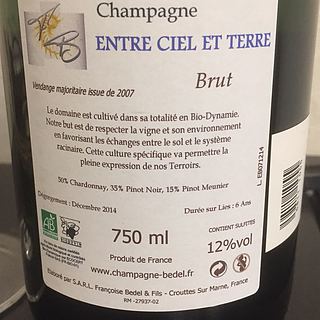 Champagne
ENTRE CIEL ET TERRE
Brut
Vendange majoritaire issue de 2007
Le domaine est cultivé dans sa totalité en Bio-Dynamie.
Notre but est de respecter la vigne et son environnement
en favorisant les échanges entre le sol et le système
racinaire. Cette culture spécifique va permettre la
pleine expression de nos Terroirs.
50% Chardonnay, 35% Pinot Noir, 15% Pinot Meunier
Dégorgement : Décembre 2014
Durée sur Lies : 6 Ans
L. EB071214
AB
750 ml
CONTIENT SULFITES
12%vol
Produit de France
www.champagne-bedel.fr
Elaboré par S.A.R.L. Françoise Bedel & Fils - Crouttes Sur Marne, France
RM -27937-02